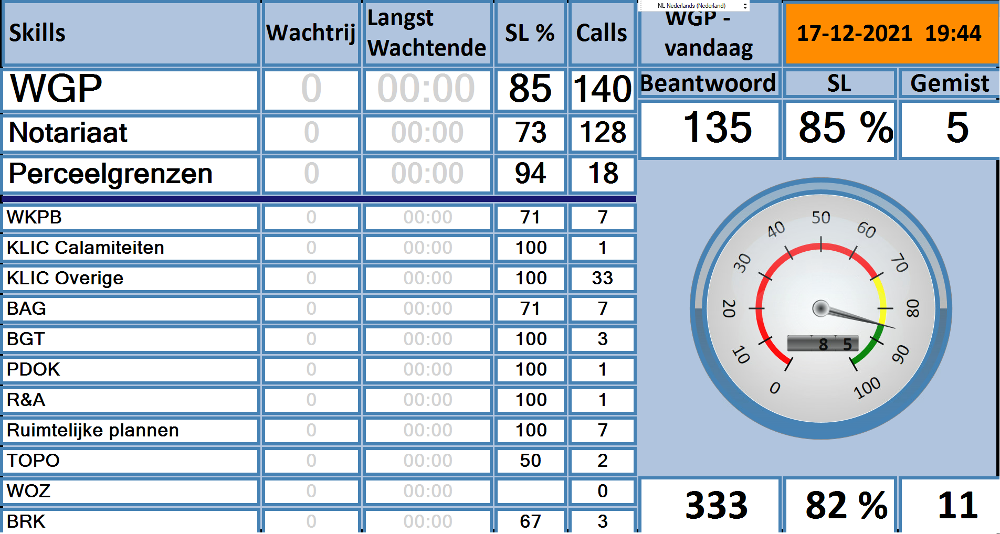 NL Nederlands (Nederland)
Skills Wachtrij Langst Wachtende SL % Calls
WGP - vandaag
17-12-2021 19:44
WGP 0 00:00 85 140
Notariaat 0 00:00 73 128
Perceelgrenzen 0 00:00 94 18
WKPB 0 00:00 71 7
KLIC Calamiteiten 0 00:00 100 1
KLIC Overige 0 00:00 100 33
BAG 0 00:00 71 7
BGT 0 00:00 100 3
PDOK 0 00:00 100 1
R&A 0 00:00 100 1
Ruimtelijke plannen 0 00:00 100 7
TOPO 0 00:00 50 2
WOZ 0 00:00 0
BRK 0 00:00 67 3
Beantwoord SL Gemist
135 85 % 5
0 10 20 30 40 50 60 70 80 90 100
8 5
333 82 % 11